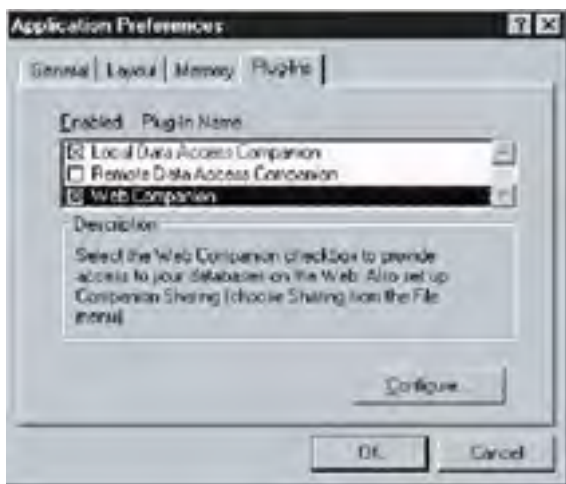 Application Preferences
General Layout Memory Plug-Ins
Enabled Plug-In Name
Local Data Access Companion
Remote Data Access Companion
Web Companion
Description
Select the Web Companion checkbox to provide
access to your databases on the Web. Also set up
Companion Sharing (choose Sharing from the File
menu)
Configure...
OK
Cancel